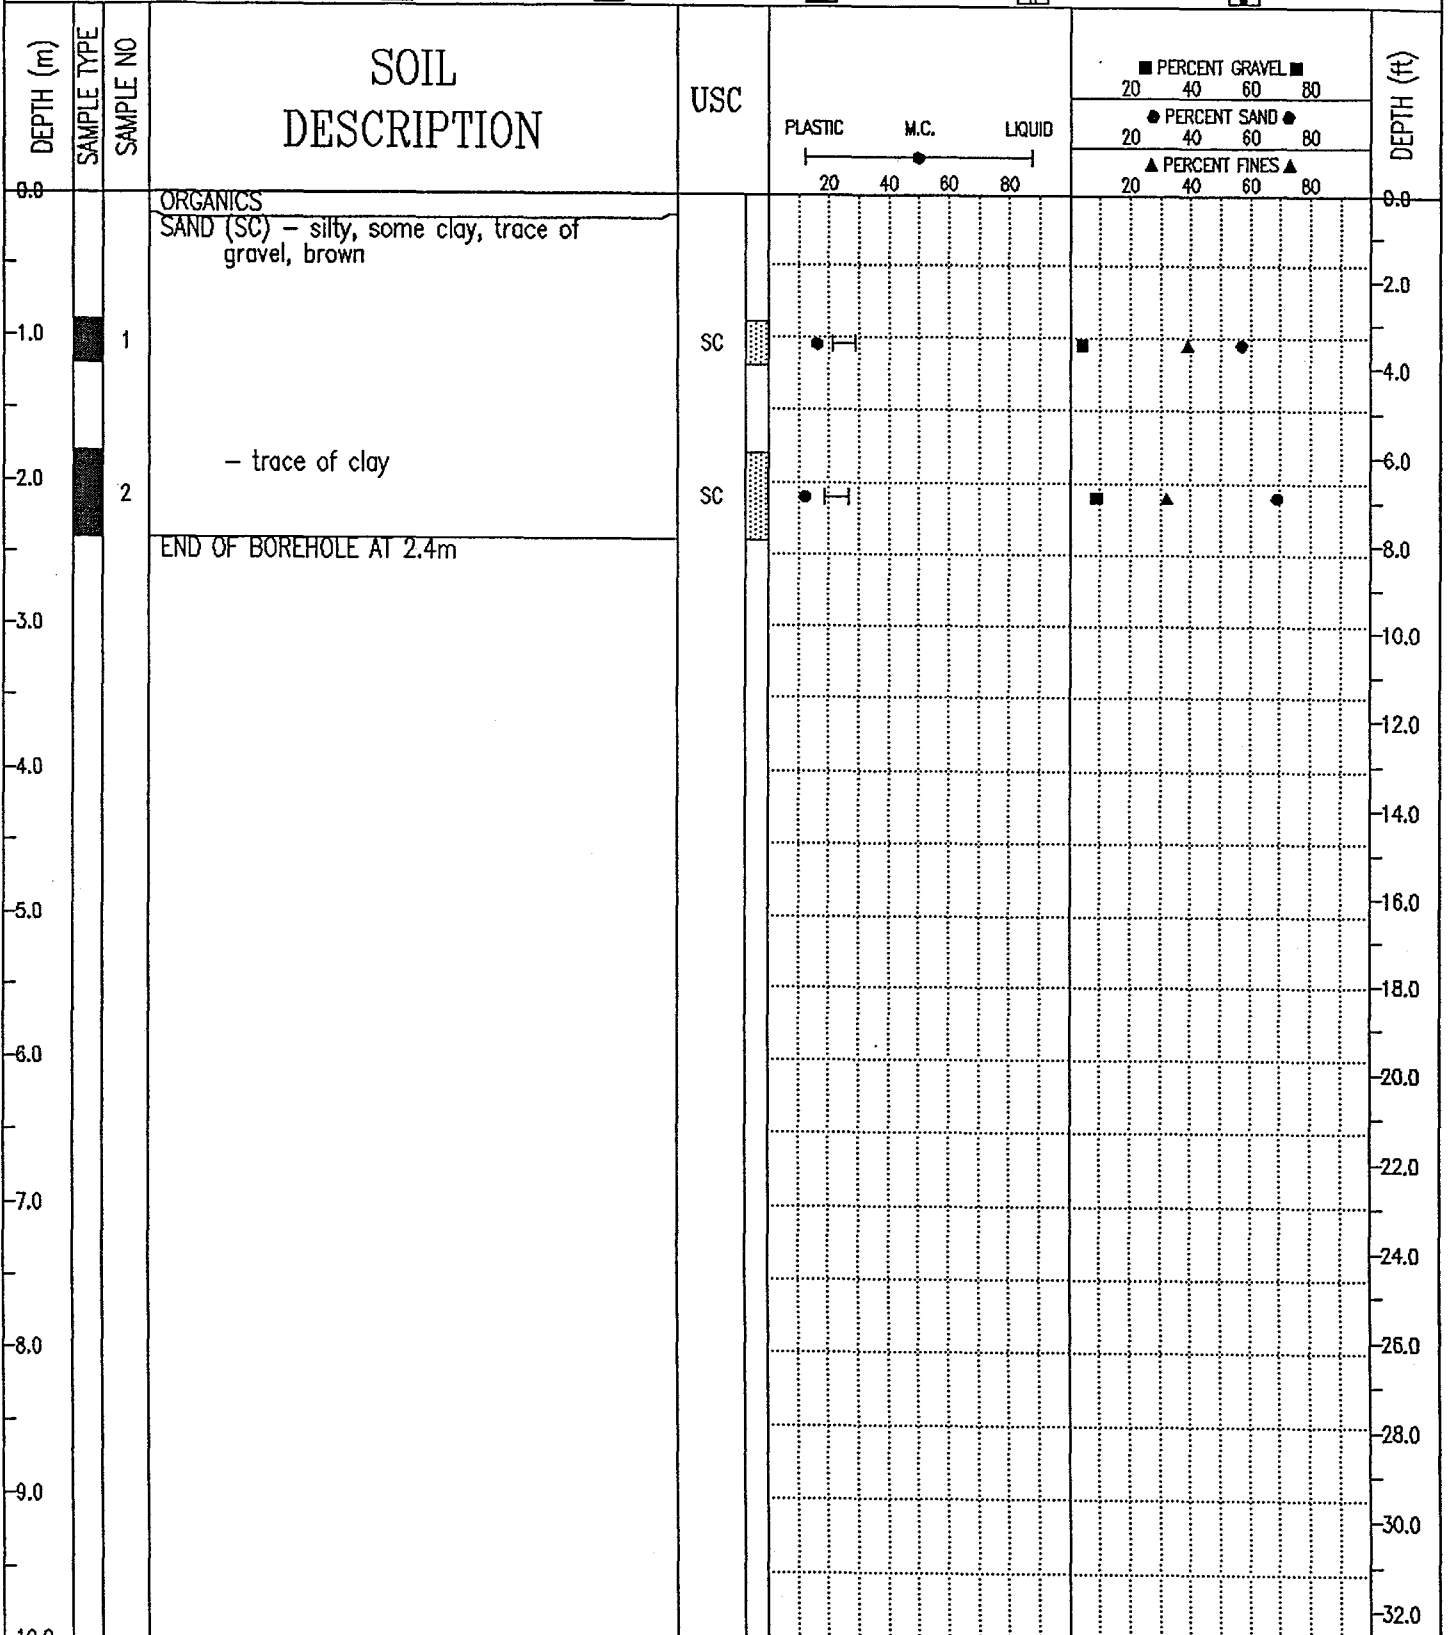 DEPTH (m)
SAMPLE TYPE
SAMPLE NO
SOIL
DESCRIPTION
USC
PLASTIC M.C. LIQUID
20 40 60 80
■ PERCENT GRAVEL ■
20 40 60 80
● PERCENT SAND ●
20 40 60 80
▲ PERCENT FINES ▲
20 40 60 80
DEPTH (ft)
0.0 0.0
ORGANICS
SAND (SC) – silty, some clay, trace of
gravel, brown
2.0
1.0 1 SC
4.0
– trace of clay 6.0
2.0 2 SC
END OF BOREHOLE AT 2.4m 8.0
3.0
10.0
12.0
4.0
14.0
5.0 16.0
18.0
6.0
20.0
22.0
7.0
24.0
8.0 26.0
28.0
9.0
30.0
32.0